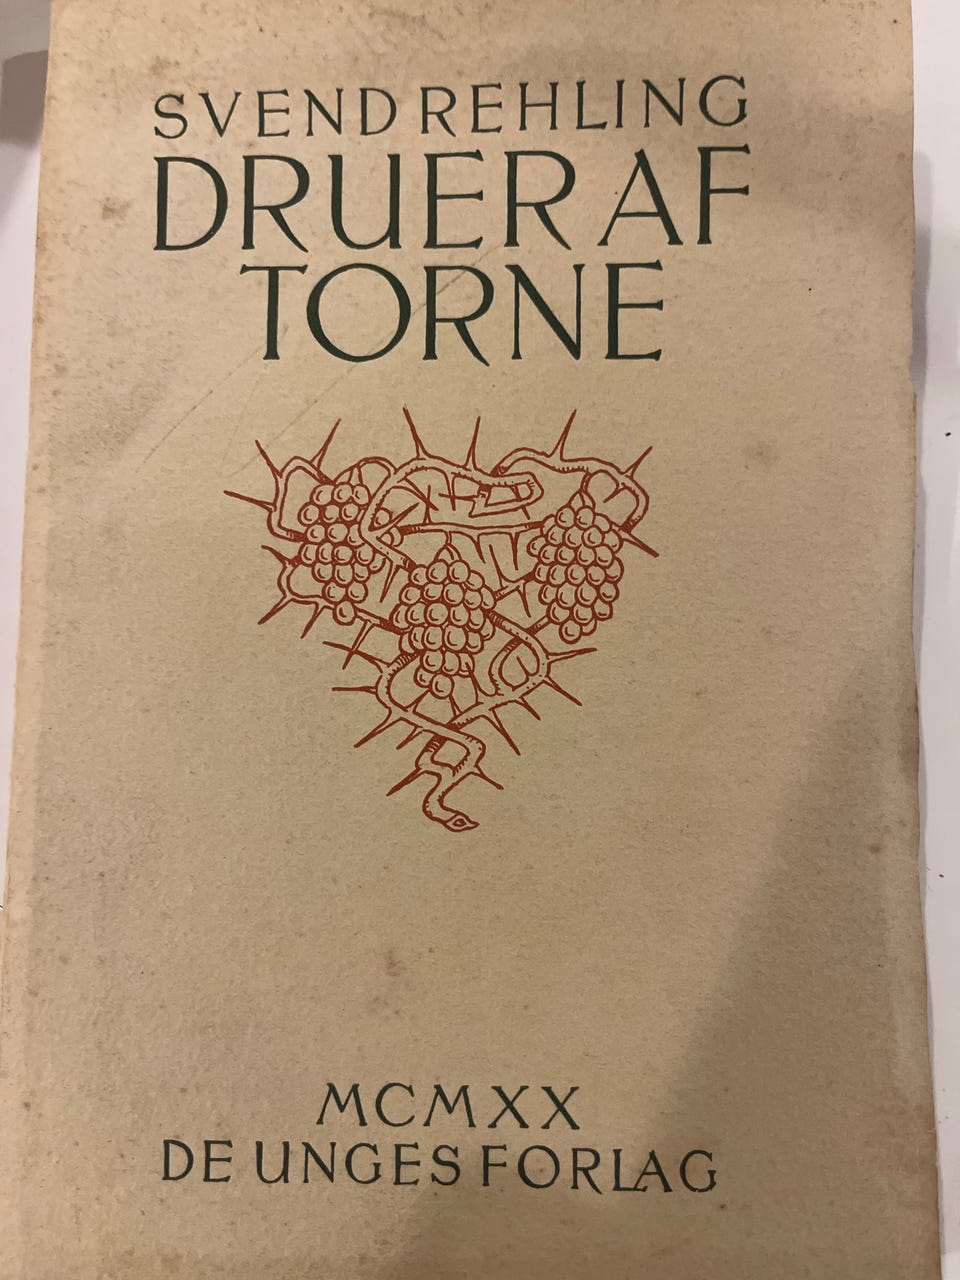 SVEND REHLING
DRUER AF
TORNE
MCMXX
DE UNGES FORLAG